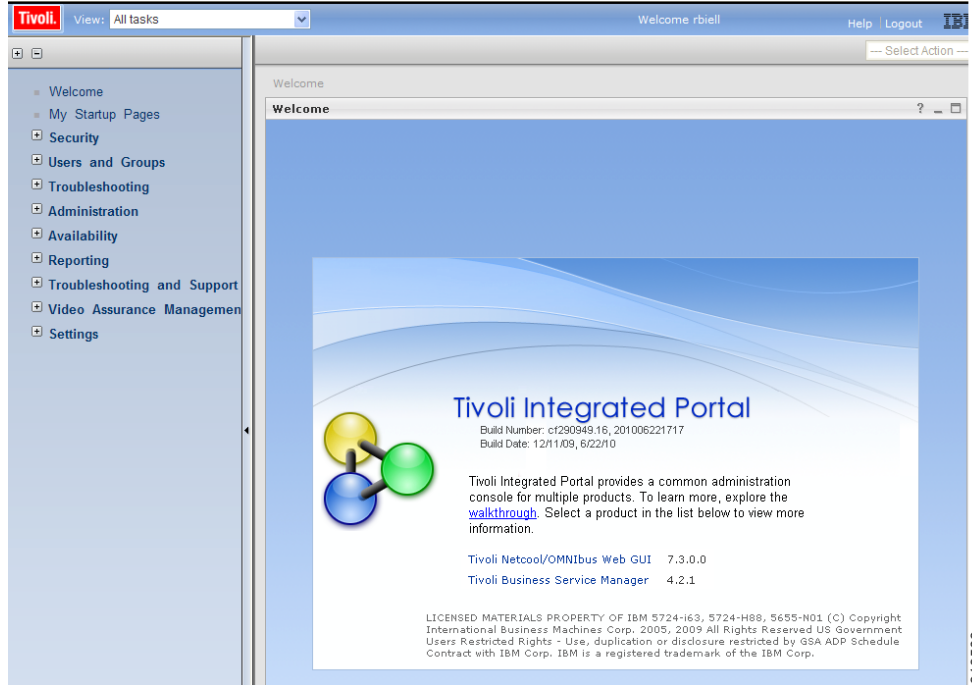 Tivoli. View: All tasks Welcome rbiell Help | Logout
--- Select Action ---
Welcome
My Startup Pages
Security
Users and Groups
Troubleshooting
Administration
Availability
Reporting
Troubleshooting and Support
Video Assurance Managemen
Settings
Welcome
Welcome ?
Tivoli Integrated Portal
Build Number: cf290949.16, 201006221717
Build Date: 12/11/09, 6/22/10
Tivoli Integrated Portal provides a common administration
console for multiple products. To learn more, explore the
walkthrough. Select a product in the list below to view more
information.
Tivoli Netcool/OMNIbus Web GUI 7.3.0.0
Tivoli Business Service Manager 4.2.1
LICENSED MATERIALS PROPERTY OF IBM 5724-i63, 5724-H88, 5655-N01 (C) Copyright
International Business Machines Corp. 2005, 2009 All Rights Reserved US Government
Users Restricted Rights - Use, duplication or disclosure restricted by GSA ADP Schedule
Contract with IBM Corp. IBM is a registered trademark of the IBM Corp.